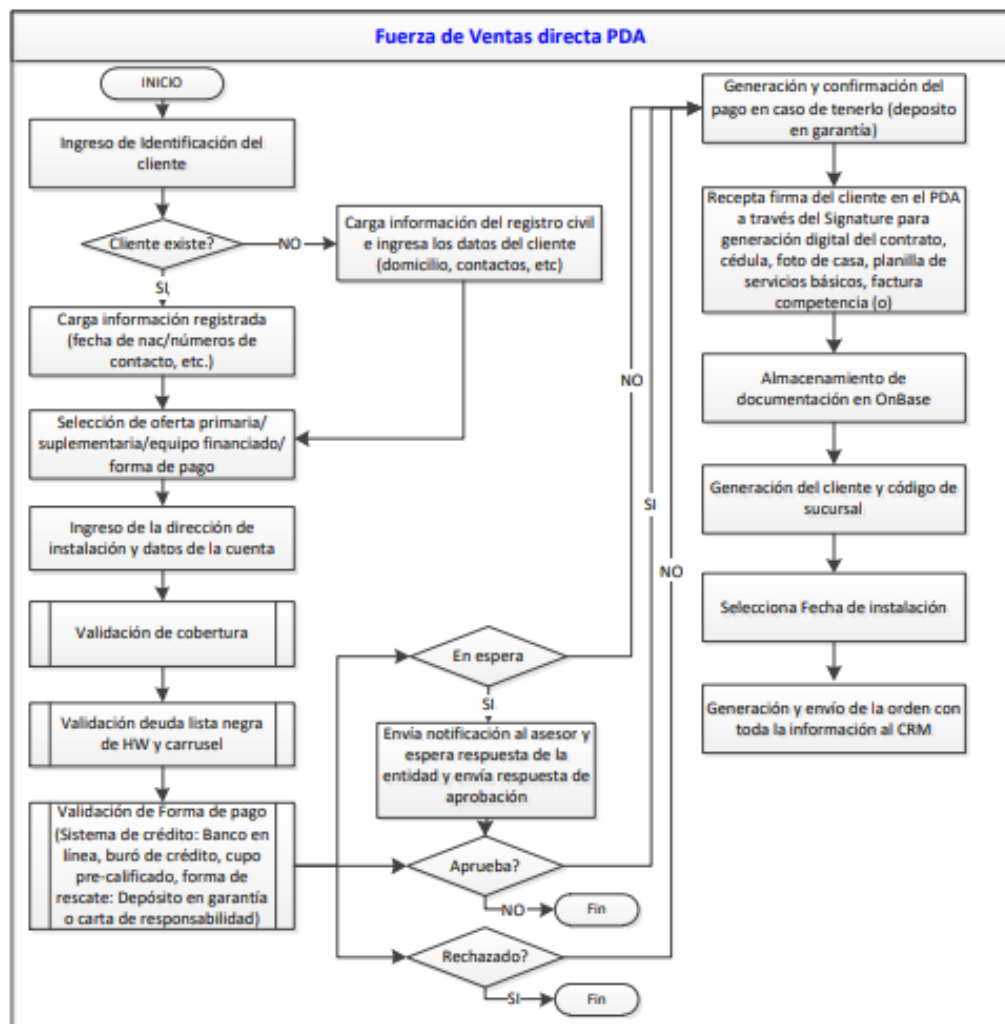 Fuerza de Ventas directa PDA
INICIO
Ingreso de Identificación del
cliente
Cliente existe?
NO
Carga información del registro civil
e ingresa los datos del cliente
(domicilio, contactos, etc)
SI,
Carga información registrada
(fecha de nac/números de
contacto, etc.)
Selección de oferta primaria/
suplementaria/equipo financiado/
forma de pago
Ingreso de la dirección de
instalación y datos de la cuenta
Validación de cobertura
Validación deuda lista negra
de HW y carrusel
Validación de Forma de pago
(Sistema de crédito: Banco en
línea, buró de crédito, cupo
pre-calificado, forma de
rescate: Depósito en garantía
o carta de responsabilidad)
En espera
NO
SI
Envía notificación al asesor y
espera respuesta de la
entidad y envía respuesta de
aprobación
Aprueba?
SI
NO
Fin
Rechazado?
NO
SI
Fin
Generación y confirmación del
pago en caso de tenerlo (deposito
en garantía)
Recepta firma del cliente en el PDA
a través del Signature para
generación digital del contrato,
cédula, foto de casa, planilla de
servicios básicos, factura
competencia (o)
Almacenamiento de
documentación en OnBase
Generación del cliente y código de
sucursal
Selecciona Fecha de instalación
Generación y envío de la orden con
toda la información al CRM